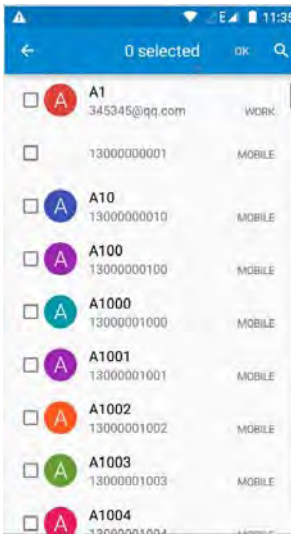 E 11:35
0 selected OK
A A1
345345@qq.com WORK
13000000001 MOBILE
A A10
13000000010 MOBILE
A A100
13000000100 MOBILE
A A1000
13000001000 MOBILE
A A1001
13000001001 MOBILE
A A1002
13000001002 MOBILE
A A1003
13000001003 MOBILE
A A1004